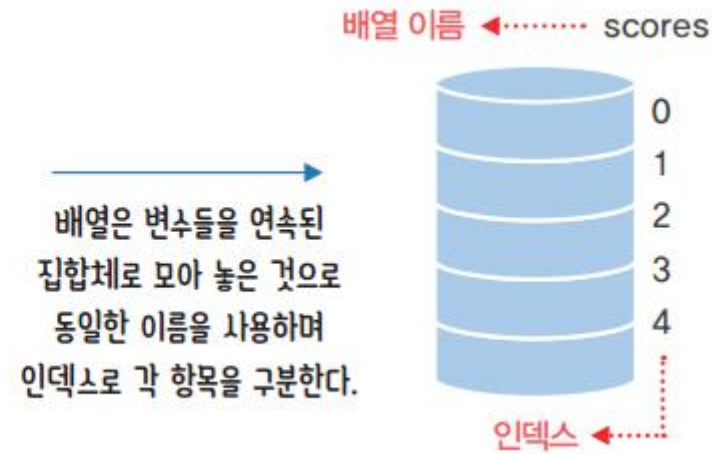 배열 이름 scores
0
1
2
3
4
배열은 변수들을 연속된
집합체로 모아 놓은 것으로
동일한 이름을 사용하며
인덱스로 각 항목을 구분한다.
인덱스